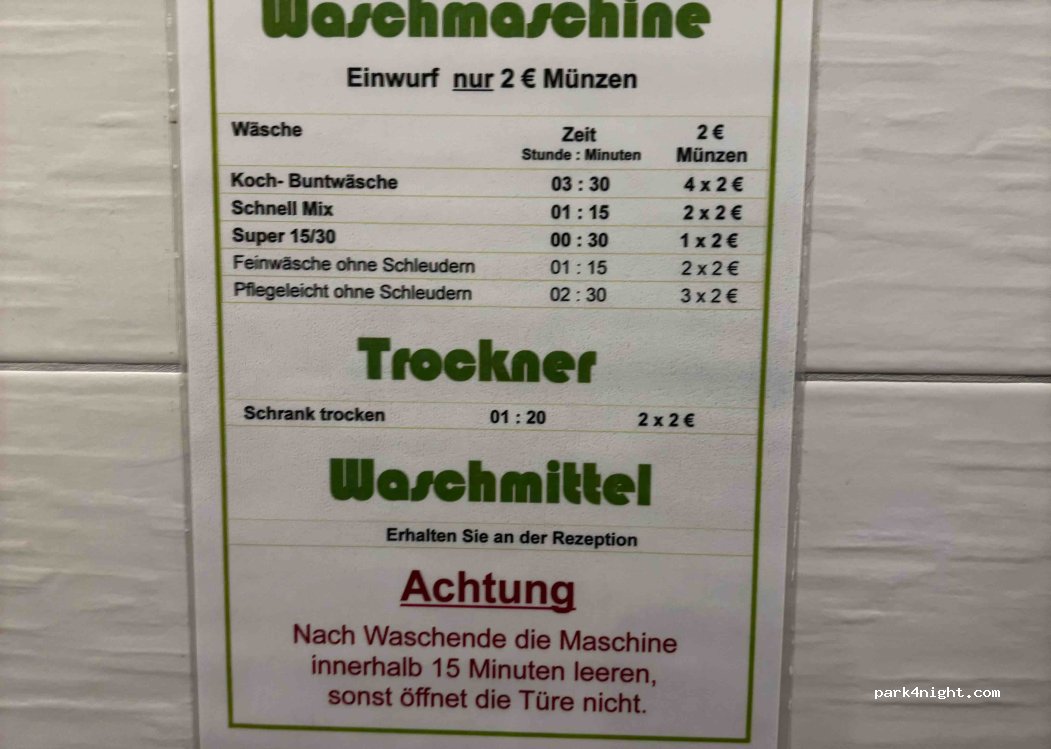 Waschmaschine
Einwurf nur 2 € Münzen
Wäsche Zeit 2 €
Stunde : Minuten Münzen
Koch- Buntwäsche 03 : 30 4 x 2 €
Schnell Mix 01 : 15 2 x 2 €
Super 15/30 00 : 30 1 x 2 €
Feinwäsche ohne Schleudern 01 : 15 2 x 2 €
Pflegeleicht ohne Schleudern 02 : 30 3 x 2 €
Trockner
Schrank trocken 01 : 20 2 x 2 €
Waschmittel
Erhalten Sie an der Rezeption
Achtung
Nach Waschende die Maschine
innerhalb 15 Minuten leeren,
sonst öffnet die Türe nicht.
park4night.com